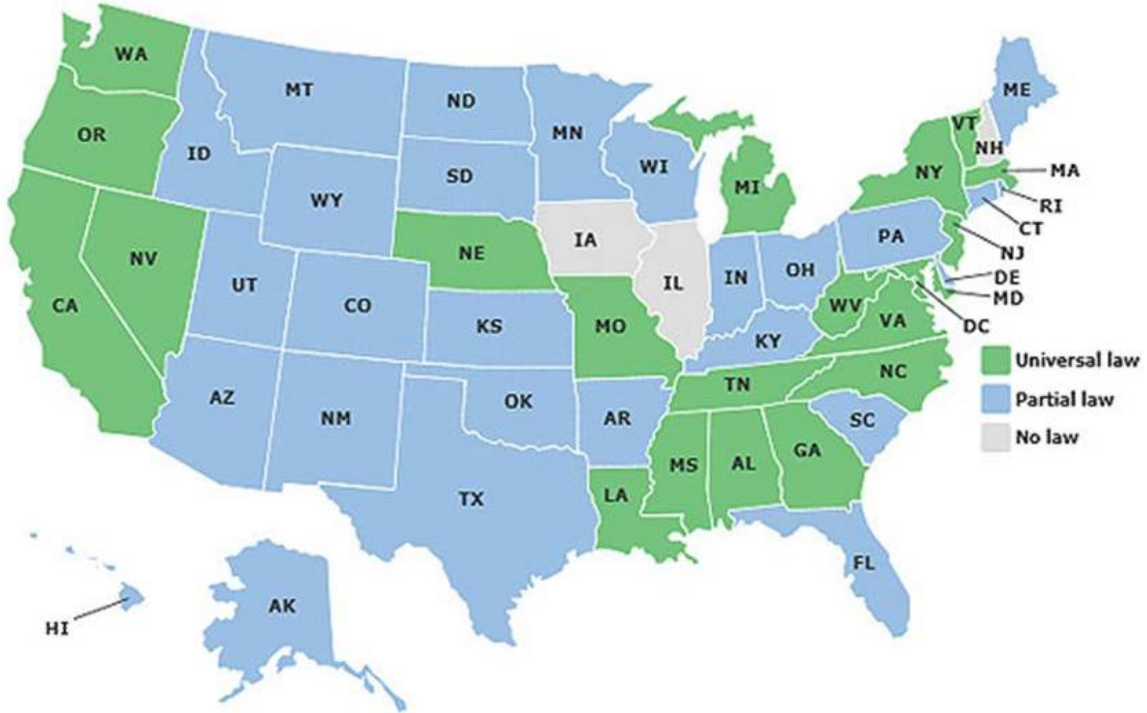 WA
MT
ND
MN
ME
OR
ID
SD
WI
VT
NH
NY
MA
MI
WY
RI
CT
IA
PA
NJ
NV
NE
UT
CO
IL
IN
OH
DE
MD
CA
WV
VA
DC
KS
MO
KY
AZ
NM
OK
AR
TN
NC
SC
TX
LA
MS
AL
GA
FL
HI
AK
Universal law
Partial law
No law